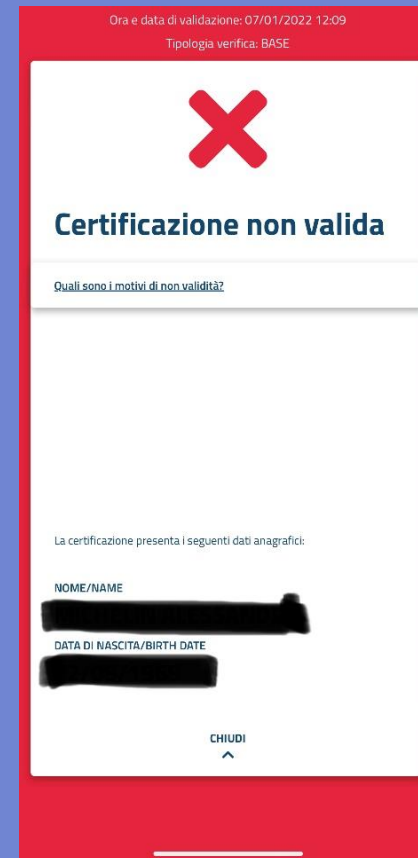 Ora e data di validazione: 07/01/2022 12:09
Tipologia verifica: BASE
Certificazione non valida
Quali sono i motivi di non validità?
La certificazione presenta i seguenti dati anagrafici:
NOME/NAME
DATA DI NASCITA/BIRTH DATE
CHIUDI